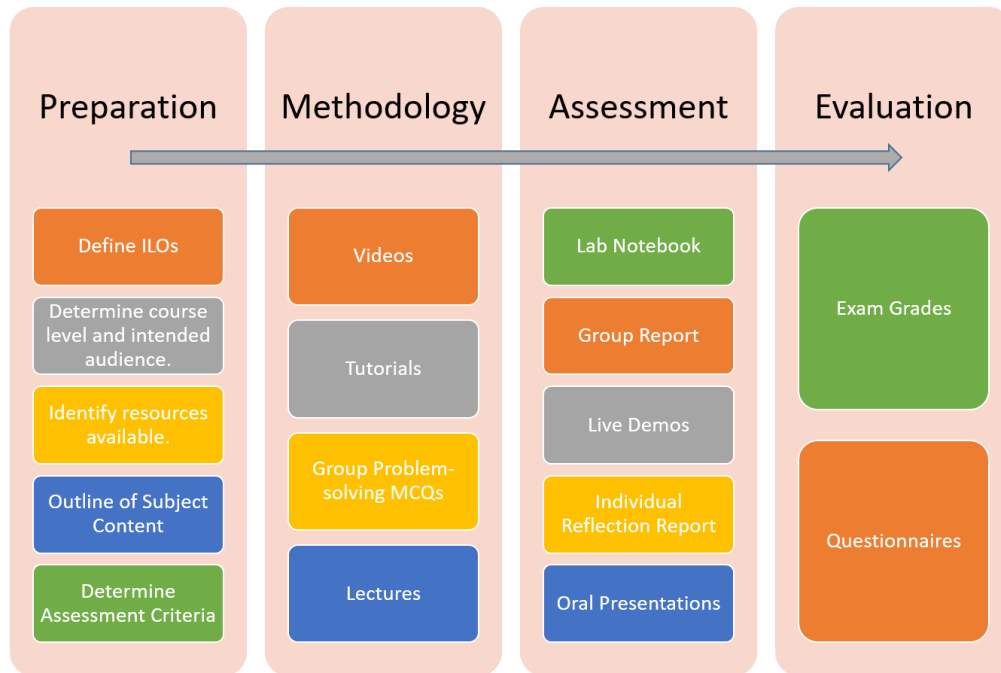 Preparation
Methodology
Assessment
Evaluation
Define ILOs
Determine course
level and intended
audience.
Identify resources
available.
Outline of Subject
Content
Determine
Assessment Criteria
Videos
Tutorials
Group Problem-
solving MCQs
Lectures
Lab Notebook
Group Report
Live Demos
Individual
Reflection Report
Oral Presentations
Exam Grades
Questionnaires